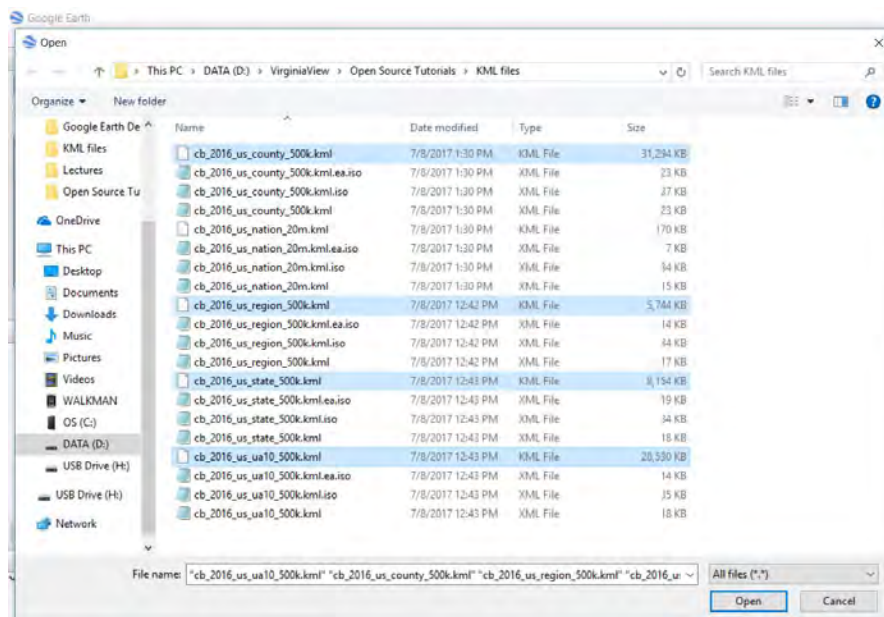 Google Earth
Open
This PC > DATA (D:) > VirginiaView > Open Source Tutorials > KML files
Search KML files
Organize New folder
Google Earth De
KML files
Lectures
Open Source Tu
OneDrive
This PC
Desktop
Documents
Downloads
Music
Pictures
Videos
WALKMAN
OS (C:)
DATA (D:)
USB Drive (H:)
USB Drive (H:)
Network
Name Date modified Type Size
cb_2016_us_county_500k.kml 7/8/2017 1:30 PM KML File 31,294 KB
cb_2016_us_county_500k.kml.ea.iso 7/8/2017 1:30 PM XML File 23 KB
cb_2016_us_county_500k.kml.iso 7/8/2017 1:30 PM XML File 37 KB
cb_2016_us_county_500k.kml 7/8/2017 1:30 PM XML File 23 KB
cb_2016_us_nation_20m.kml 7/8/2017 1:30 PM KML File 170 KB
cb_2016_us_nation_20m.kml.ea.iso 7/8/2017 1:30 PM XML File 7 KB
cb_2016_us_nation_20m.kml.iso 7/8/2017 1:30 PM XML File 34 KB
cb_2016_us_nation_20m.kml 7/8/2017 1:30 PM XML File 15 KB
cb_2016_us_region_500k.kml 7/8/2017 12:42 PM KML File 5,744 KB
cb_2016_us_region_500k.kml.ea.iso 7/8/2017 12:42 PM XML File 14 KB
cb_2016_us_region_500k.kml.iso 7/8/2017 12:42 PM XML File 34 KB
cb_2016_us_region_500k.kml 7/8/2017 12:42 PM XML File 17 KB
cb_2016_us_state_500k.kml 7/8/2017 12:43 PM KML File 8,154 KB
cb_2016_us_state_500k.kml.ea.iso 7/8/2017 12:43 PM XML File 19 KB
cb_2016_us_state_500k.kml.iso 7/8/2017 12:43 PM XML File 34 KB
cb_2016_us_state_500k.kml 7/8/2017 12:43 PM XML File 18 KB
cb_2016_us_ua10_500k.kml 7/8/2017 12:43 PM KML File KB
cb_2016_us_ua10_500k.kml.ea.iso 7/8/2017 12:43 PM XML File 14 KB
cb_2016_us_ua10_500k.kml.iso 7/8/2017 12:43 PM XML File 35 KB
cb_2016_us_ua10_500k.kml 7/8/2017 12:43 PM XML File 18 KB
File name: "cb_2016_us_ua10_500k.kml" "cb_2016_us_county_500k.kml" "cb_2016_us_region_500k.kml" "cb_2016_u: All files (*.*)
Open Cancel